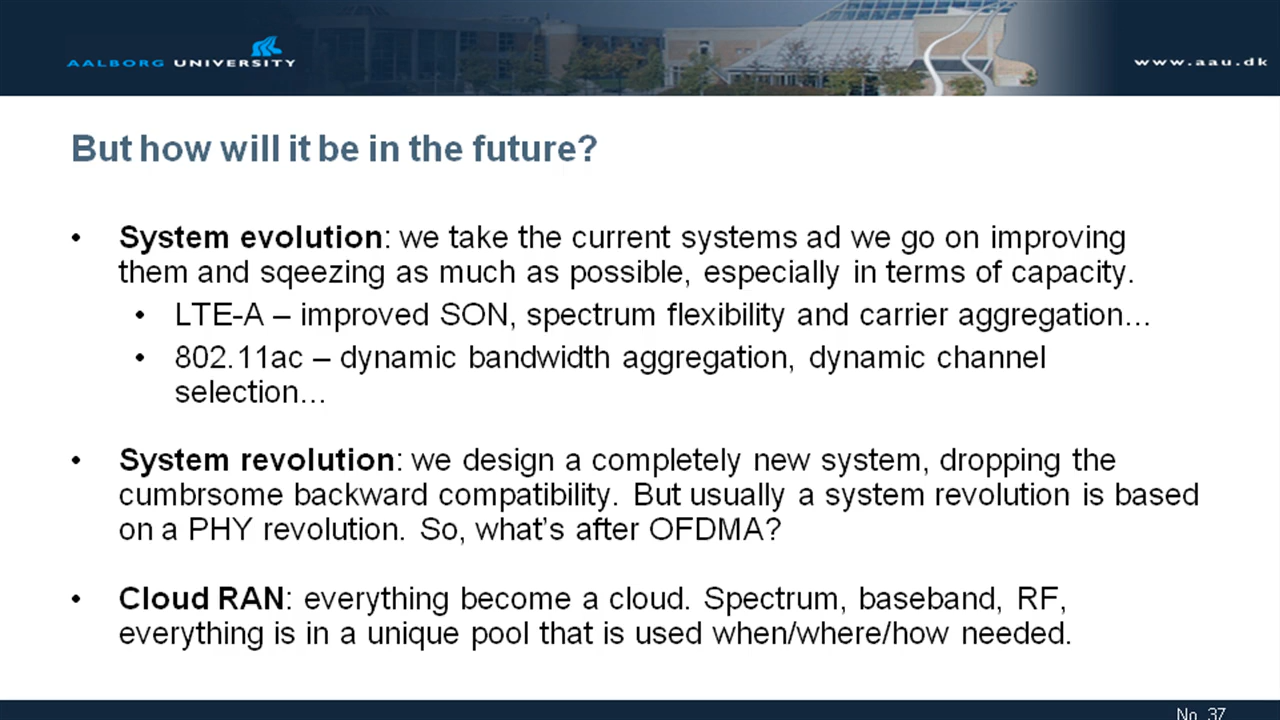 AALBORG UNIVERSITY
www.aau.dk
But how will it be in the future?
• System evolution: we take the current systems ad we go on improving
them and sqeezing as much as possible, especially in terms of capacity.
• LTE-A – improved SON, spectrum flexibility and carrier aggregation…
• 802.11ac – dynamic bandwidth aggregation, dynamic channel
selection…
• System revolution: we design a completely new system, dropping the
cumbrsome backward compatibility. But usually a system revolution is based
on a PHY revolution. So, what's after OFDMA?
• Cloud RAN: everything become a cloud. Spectrum, baseband, RF,
everything is in a unique pool that is used when/where/how needed.
No. 37